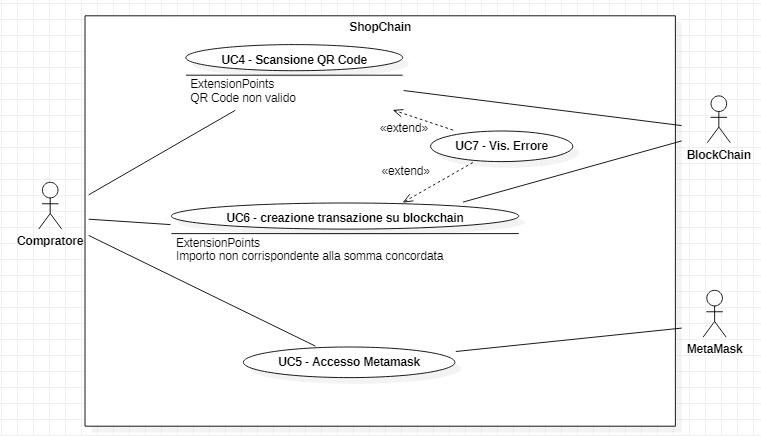 ShopChain
UC4 - Scansione QR Code
ExtensionPoints
QR Code non valido
«extend»
UC7 - Vis. Errore
BlockChain
«extend»
UC6 - creazione transazione su blockchain
Compratore
ExtensionPoints
Importo non corrispondente alla somma concordata
MetaMask
UC5 - Accesso Metamask